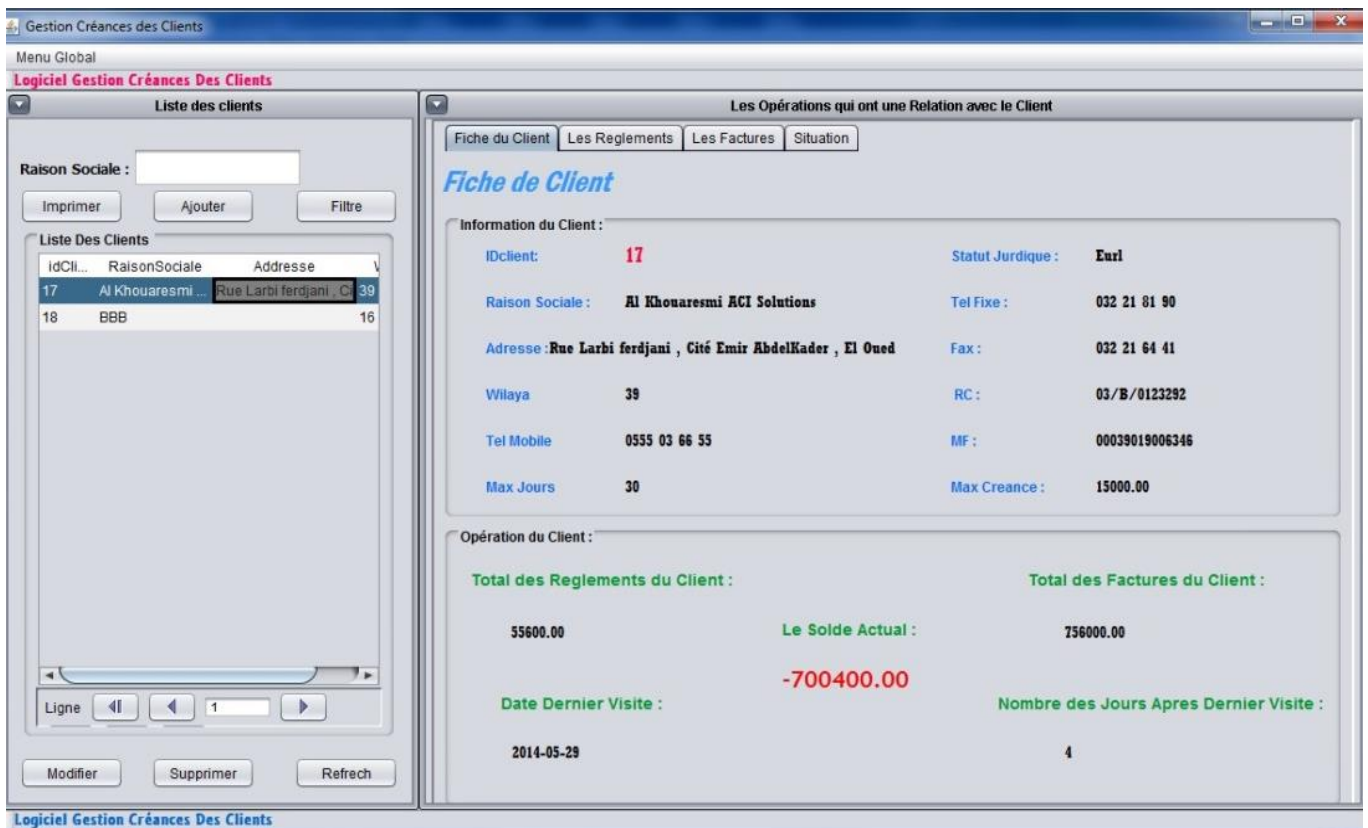 Gestion Créances des Clients
Menu Global
Logiciel Gestion Créances Des Clients
Liste des clients
Raison Sociale :
Imprimer Ajouter Filtre
Liste Des Clients
idCli... RaisonSociale Addresse
17 Al Khouaresmi ... Rue Larbi ferdjani , Ci 39
18 BBB 16
Ligne 1
Modifier Supprimer Refrech
Les Opérations qui ont une Relation avec le Client
Fiche du Client Les Reglements Les Factures Situation
Fiche de Client
Information du Client :
IDclient: 17 Statut Jurdique : Eurl
Raison Sociale : Al Khouaresmi ACI Solutions Tel Fixe : 032 21 81 90
Adresse : Rue Larbi ferdjani , Cité Emir AbdelKader , El Oued Fax : 032 21 64 41
Wilaya 39 RC : 03/B/0123292
Tel Mobile 0555 03 66 55 MF : 00039019006346
Max Jours 30 Max Creance : 15000.00
Opération du Client :
Total des Reglements du Client : Total des Factures du Client :
55600.00 Le Solde Actual : 756000.00
-700400.00
Date Dernier Visite : Nombre des Jours Apres Dernier Visite :
2014-05-29 4
Logiciel Gestion Créances Des Clients